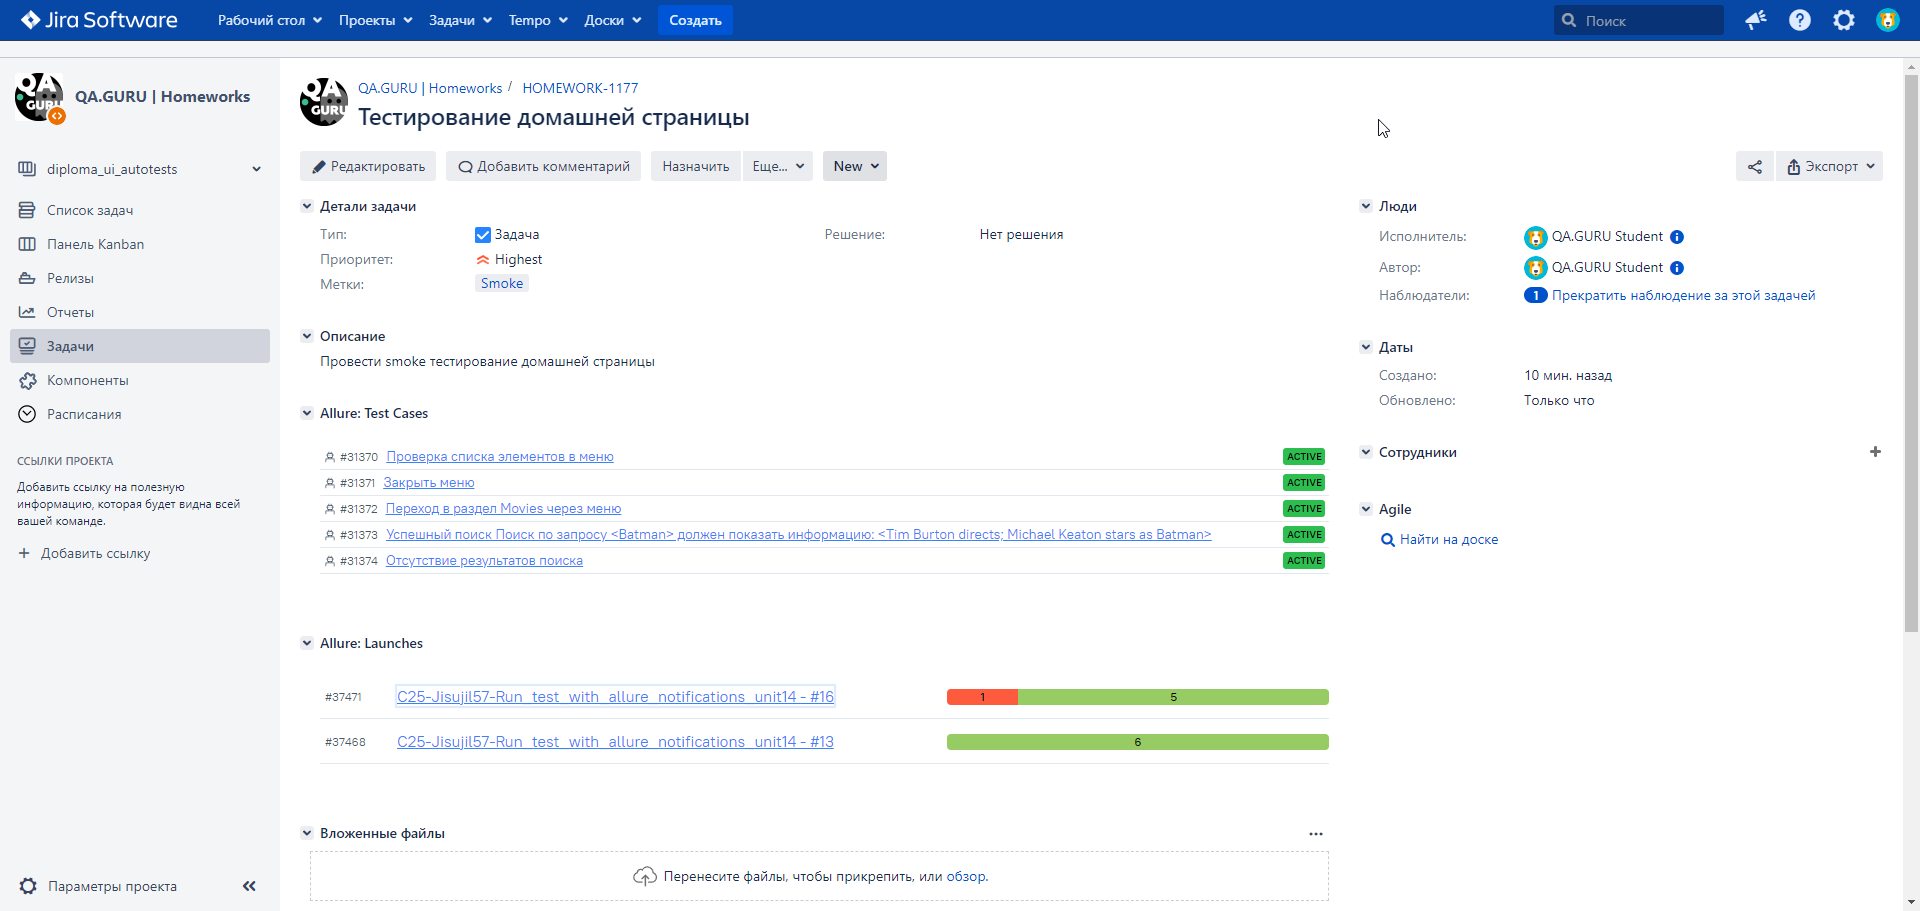 Jira Software
Рабочий стол
Проекты
Задачи
Tempo
Доски
Создать
Поиск
QA GURU
QA.GURU | Homeworks
diploma_ui_autotests
Список задач
Панель Kanban
Релизы
Отчеты
Задачи
Компоненты
Расписания
ССЫЛКИ ПРОЕКТА
Добавить ссылку на полезную
информацию, которая будет видна всей
вашей команде.
+ Добавить ссылку
Параметры проекта
QA GURU
QA.GURU | Homeworks / HOMEWORK-1177
Тестирование домашней страницы
Редактировать
Добавить комментарий
Назначить
Еще...
New
Экспорт
Детали задачи
Тип: Задача
Решение: Нет решения
Приоритет: Highest
Метки: Smoke
Описание
Провести smoke тестирование домашней страницы
Allure: Test Cases
#31370 Проверка списка элементов в меню ACTIVE
#31371 Закрыть меню ACTIVE
#31372 Переход в раздел Movies через меню ACTIVE
#31373 Успешный поиск Поиск по запросу <Batman> должен показать информацию: <Tim Burton directs; Michael Keaton stars as Batman> ACTIVE
#31374 Отсутствие результатов поиска ACTIVE
Allure: Launches
#37471 C25-Jisujil57-Run_test_with_allure_notifications_unit14 - #16 1 5
#37468 C25-Jisujil57-Run_test_with_allure_notifications_unit14 - #13 6
Вложенные файлы
Перенесите файлы, чтобы прикрепить, или обзор.
Люди
Исполнитель: QA.GURU Student
Автор: QA.GURU Student
Наблюдатели: 1 Прекратить наблюдение за этой задачей
Даты
Создано: 10 мин. назад
Обновлено: Только что
Сотрудники
Agile
Найти на доске